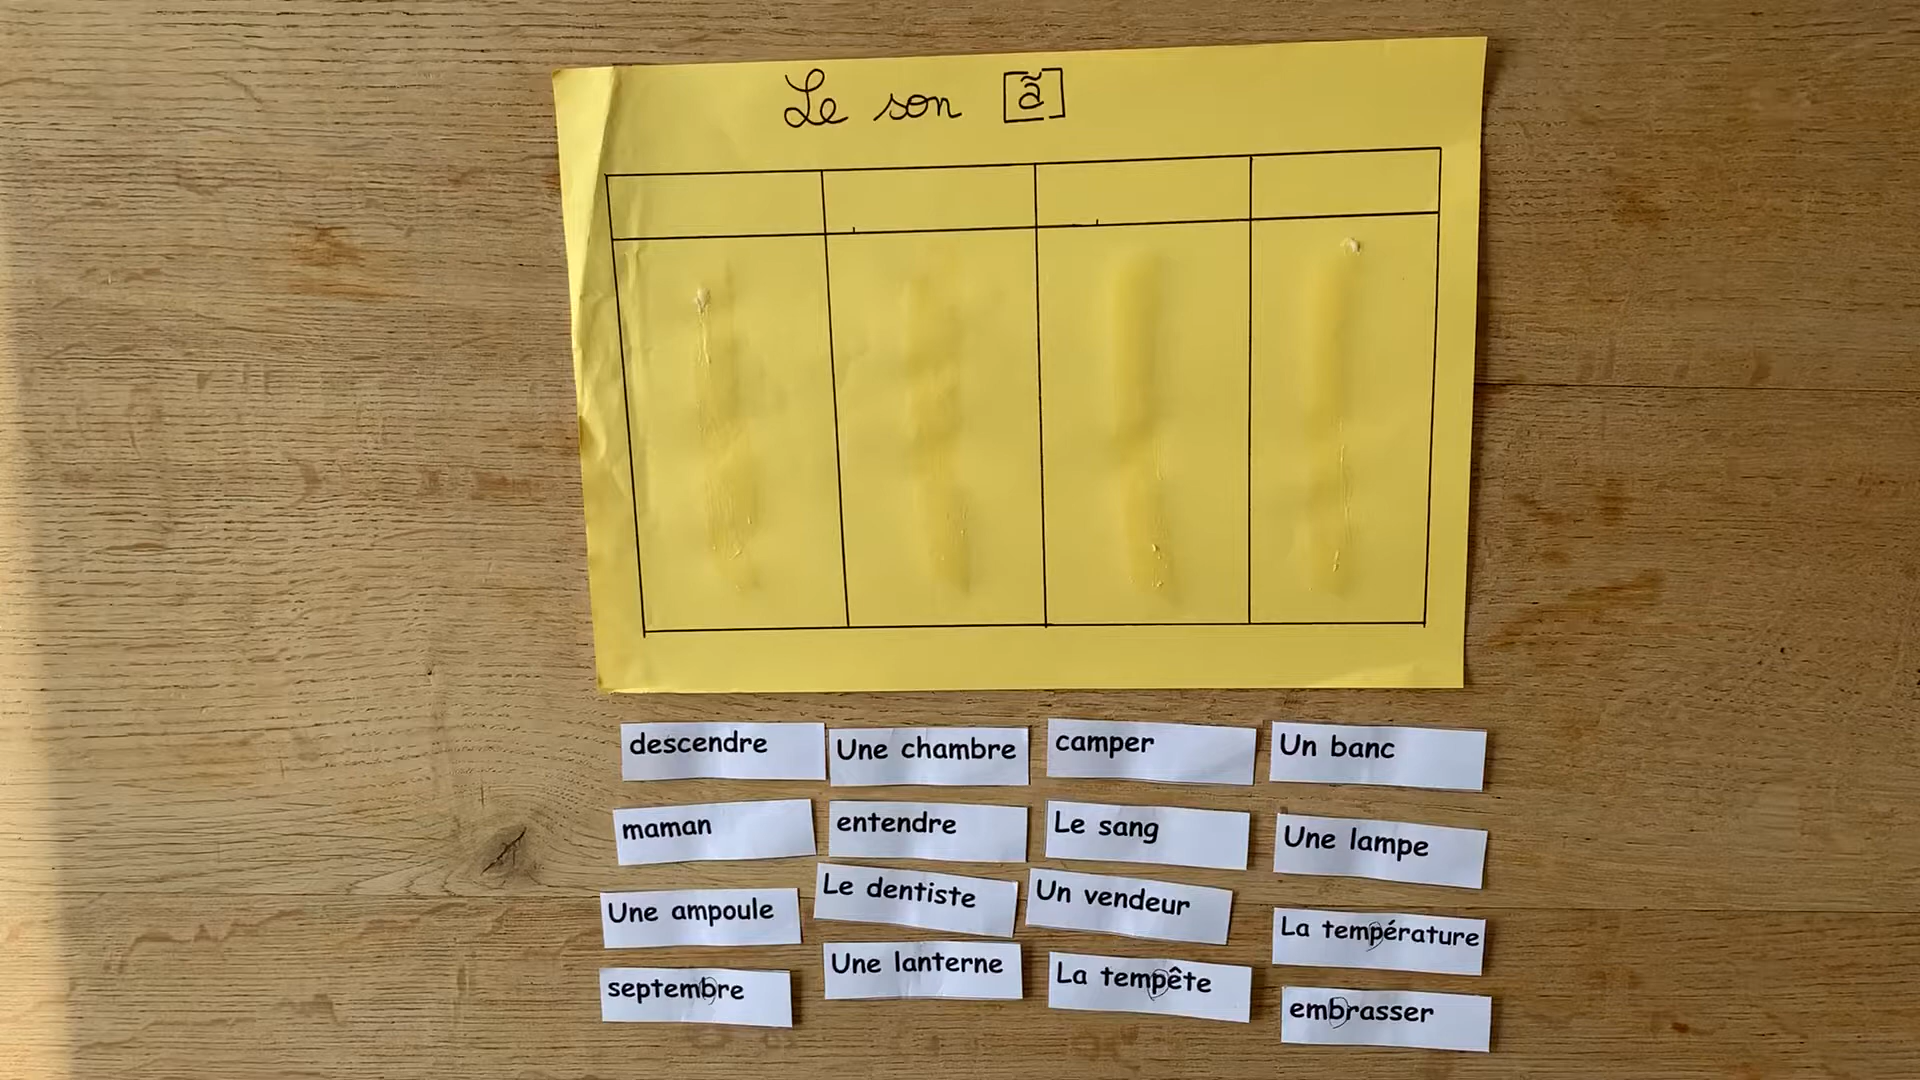 Le son [ã]
descendre
Une chambre
camper
Un banc
maman
entendre
Le sang
Une lampe
Une ampoule
Le dentiste
Un vendeur
La température
septembre
Une lanterne
La tempête
embrasser